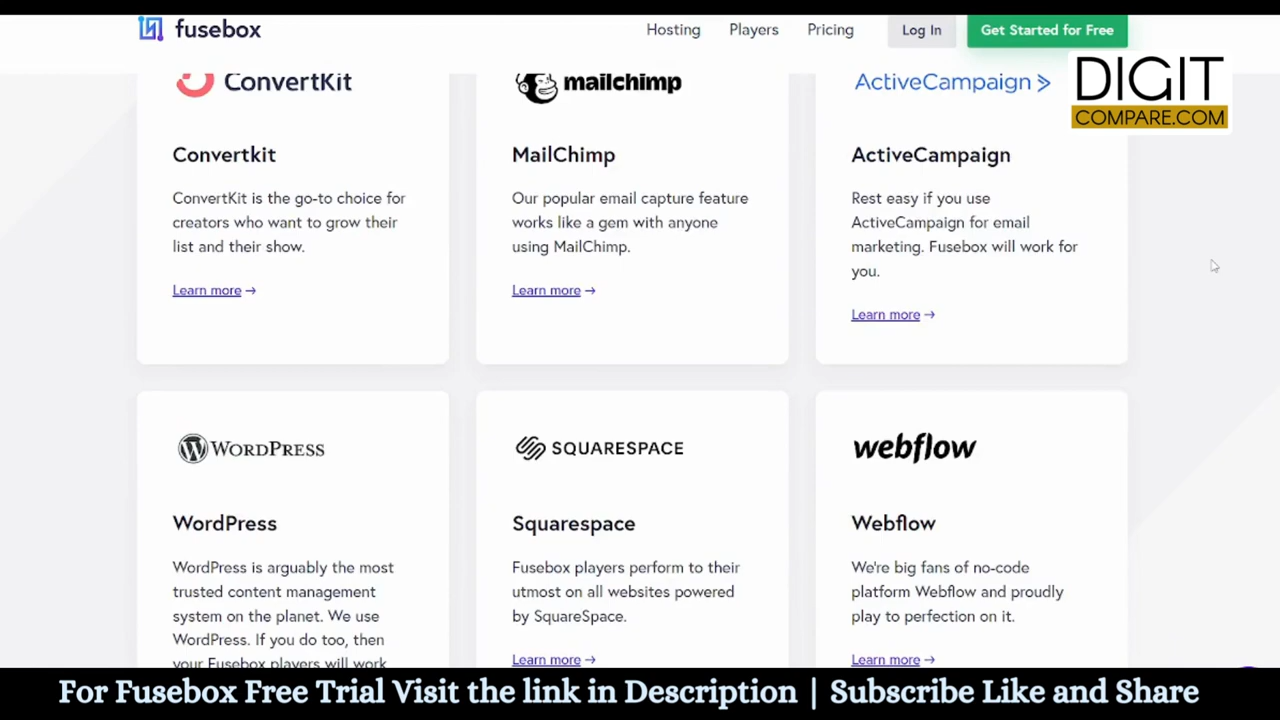 fusebox
Hosting
Players
Pricing
Log In
Get Started for Free
DIGIT
COMPARE.COM
ConvertKit
mailchimp
ActiveCampaign
Convertkit
ConvertKit is the go-to choice for
creators who want to grow their
list and their show.
Learn more →
MailChimp
Our popular email capture feature
works like a gem with anyone
using MailChimp.
Learn more →
ActiveCampaign
Rest easy if you use
ActiveCampaign for email
marketing. Fusebox will work for
you.
Learn more →
WORDPRESS
SQUARESPACE
webflow
WordPress
WordPress is arguably the most
trusted content management
system on the planet. We use
WordPress. If you do too, then
your Fusebox players will work
Squarespace
Fusebox players perform to their
utmost on all websites powered
by SquareSpace.
Learn more →
Webflow
We're big fans of no-code
platform Webflow and proudly
play to perfection on it.
Learn more →
For Fusebox Free Trial Visit the link in Description | Subscribe Like and Share